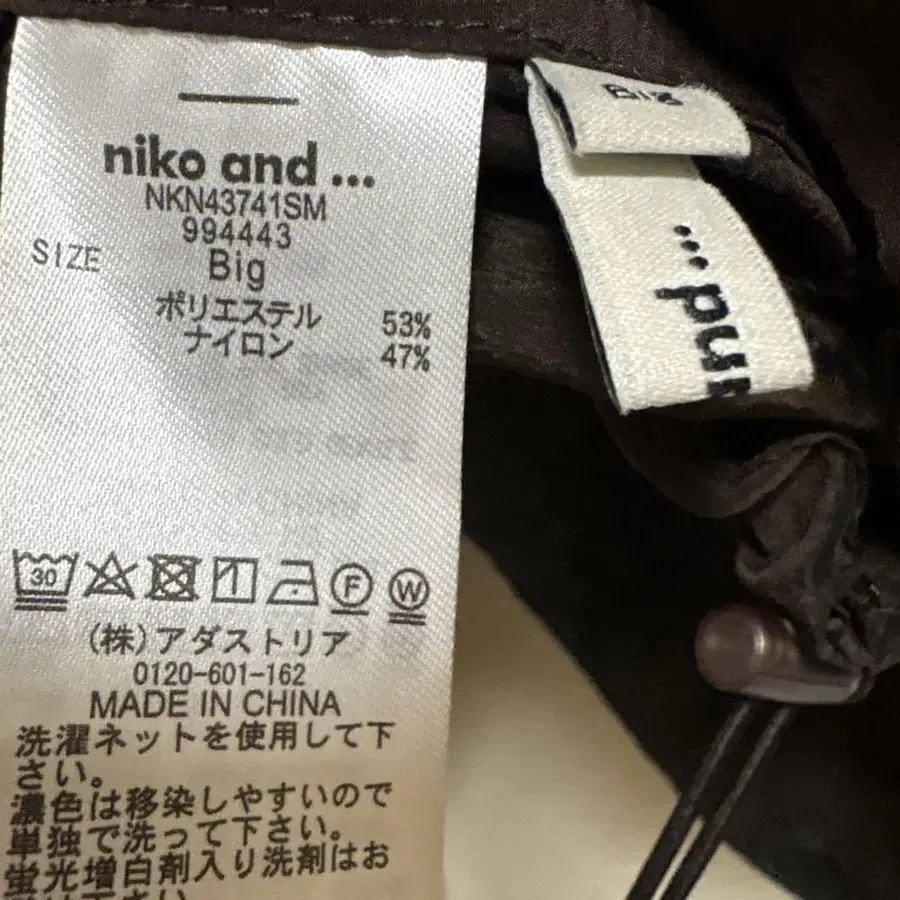 niko and ...
NKN43741SM
994443
SIZE Big
ポリエステル 53%
ナイロン 47%
30
F
W
(株)アダストリア
0120-601-162
MADE IN CHINA
洗濯ネットを使用して下
さい。
濃色は移染しやすいので
単独で洗って下さい。
蛍光増白剤入り洗剤はお
Big